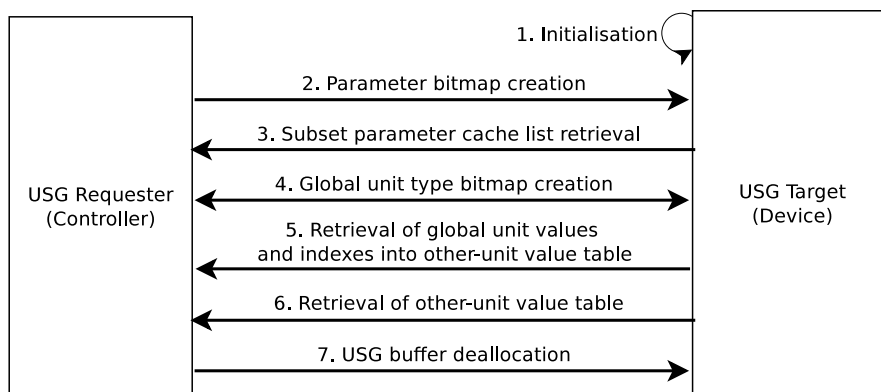 1. Initialisation
2. Parameter bitmap creation
3. Subset parameter cache list retrieval
USG Requester
(Controller)
4. Global unit type bitmap creation
USG Target
(Device)
5. Retrieval of global unit values
and indexes into other-unit value table
6. Retrieval of other-unit value table
7. USG buffer deallocation